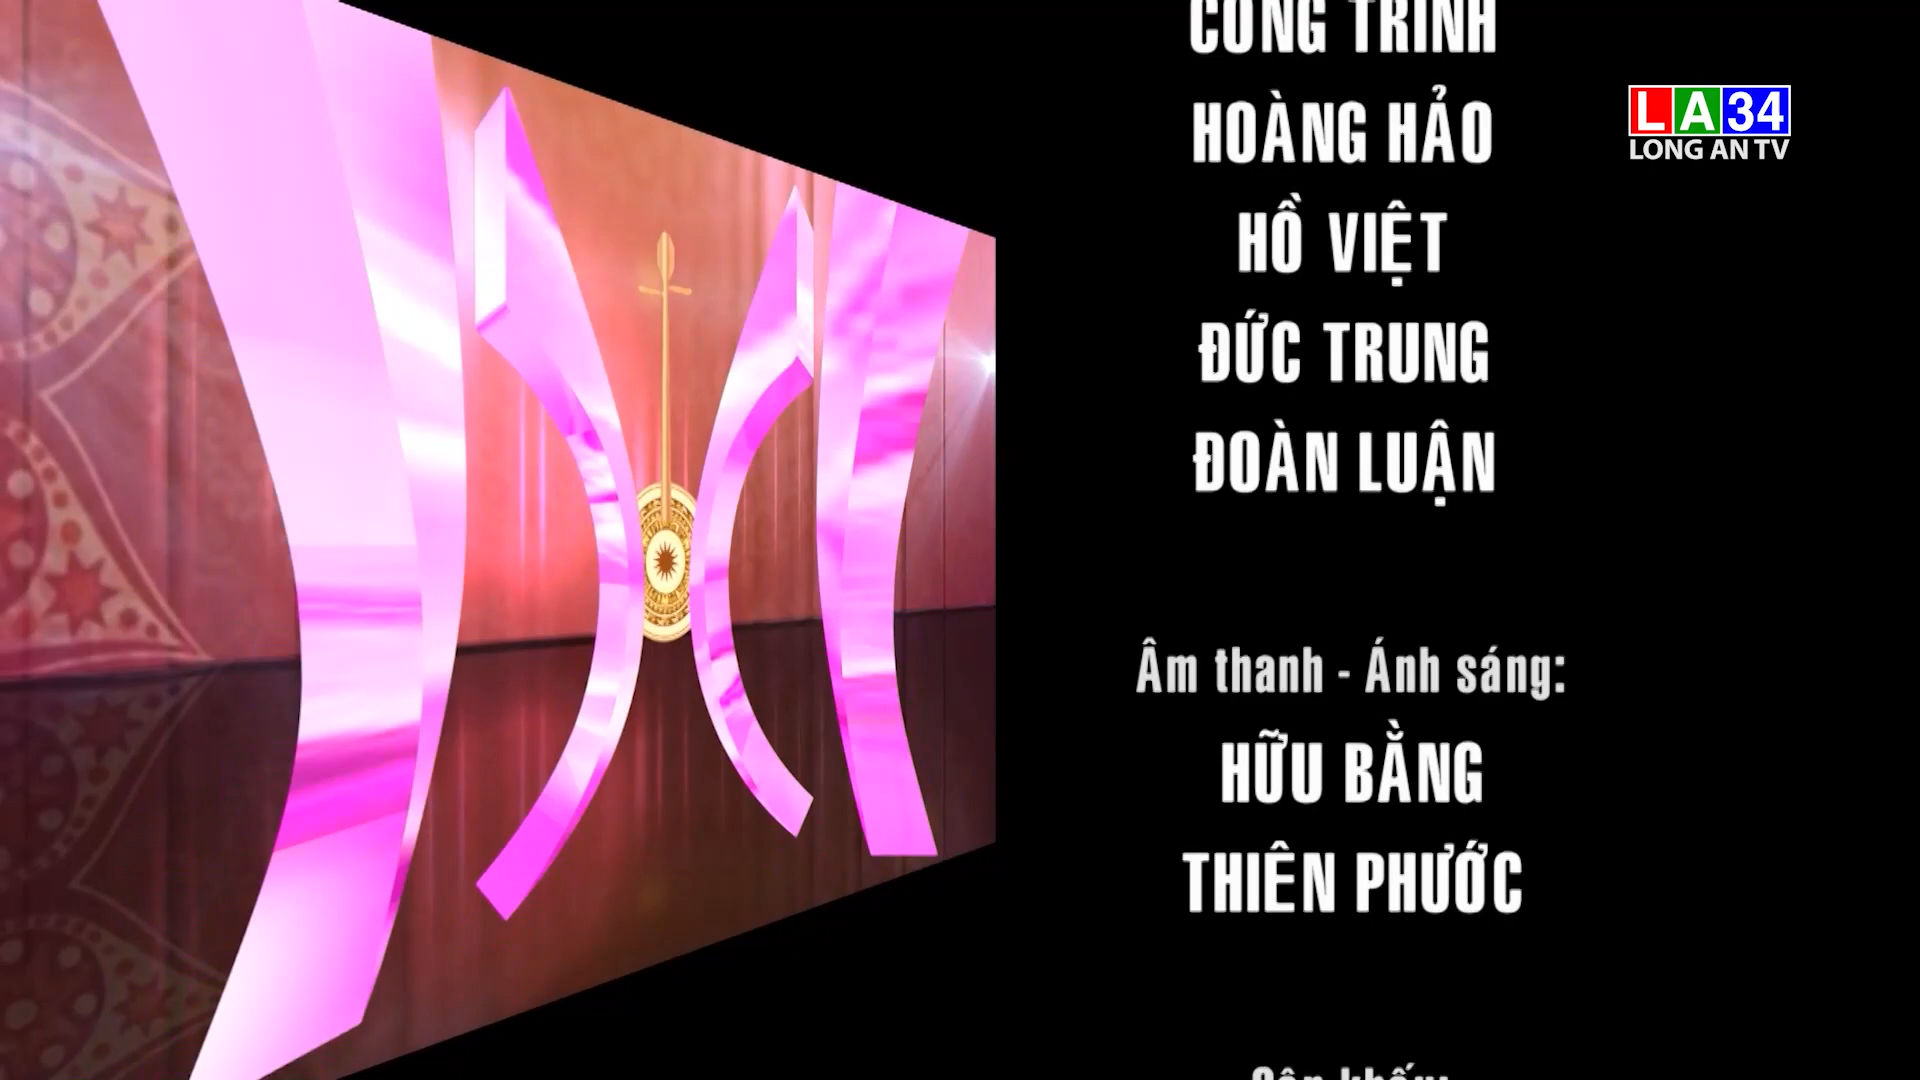 CÔNG TRÌNH
HOÀNG HẢO
HỒ VIỆT
ĐỨC TRUNG
ĐOÀN LUẬN
LA34
LONG AN TV
Âm thanh - Ánh sáng:
HỮU BẰNG
THIÊN PHƯỚC